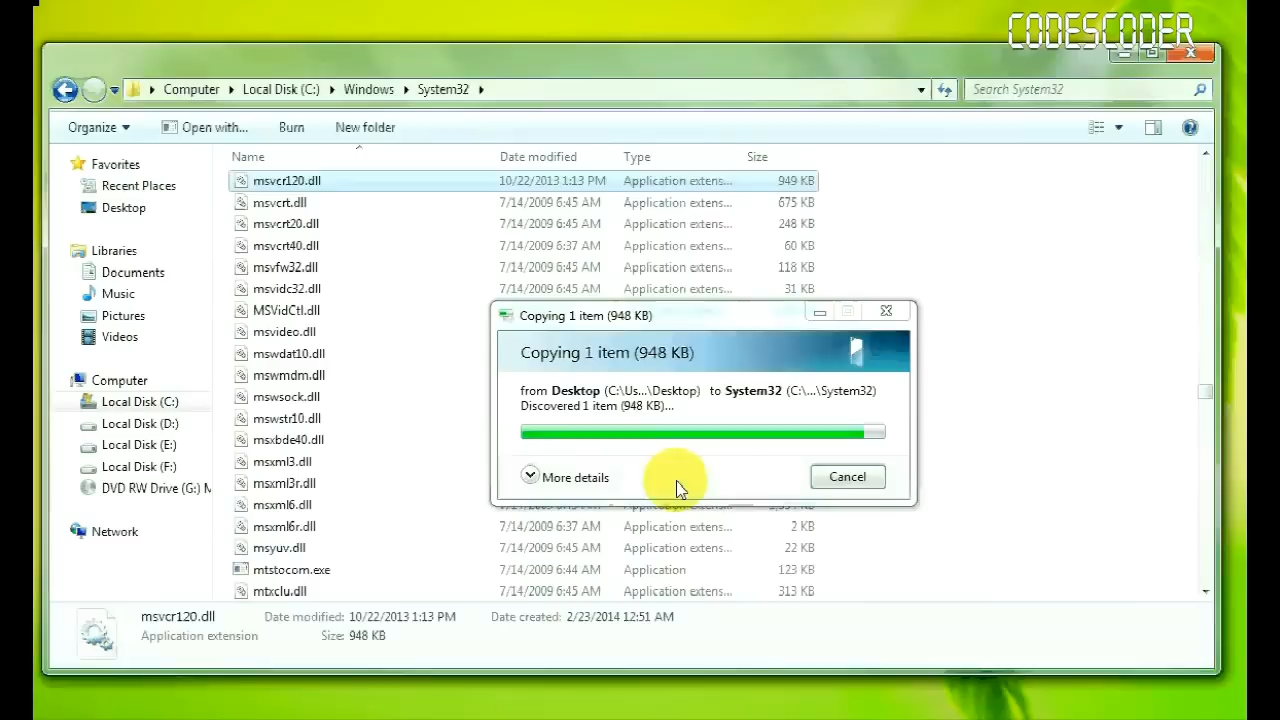 CODESCODER
Computer Local Disk (C:) Windows System32
Search System32
Organize Open with... Burn New folder
Name Date modified Type Size
Favorites
Recent Places
Desktop
Libraries
Documents
Music
Pictures
Videos
Computer
Local Disk (C:)
Local Disk (D:)
Local Disk (E:)
Local Disk (F:)
DVD RW Drive (G:) M
Network
msvcr120.dll 10/22/2013 1:13 PM Application extens... 949 KB
msvcrt.dll 7/14/2009 6:45 AM Application extens... 675 KB
msvcrt20.dll 7/14/2009 6:45 AM Application extens... 248 KB
msvcrt40.dll 7/14/2009 6:37 AM Application extens... 60 KB
msvfw32.dll 7/14/2009 6:45 AM Application extens... 118 KB
msvidc32.dll 7/14/2009 6:45 AM Application extens... 31 KB
MSVidCtl.dll
msvideo.dll
mswdat10.dll
mswmdm.dll
mswsock.dll
mswstr10.dll
msxbde40.dll
msxml3.dll
msxml3r.dll
msxml6.dll
msxml6r.dll 7/14/2009 6:37 AM Application extens... 2 KB
msyuv.dll 7/14/2009 6:45 AM Application extens... 22 KB
mtstocom.exe 7/14/2009 6:44 AM Application 123 KB
mtxclu.dll 7/14/2009 6:45 AM Application extens... 313 KB
Copying 1 item (948 KB)
Copying 1 item (948 KB)
from Desktop (C:\Us...\Desktop) to System32 (C:\...\System32)
Discovered 1 item (948 KB)...
More details
Cancel
msvcr120.dll Date modified: 10/22/2013 1:13 PM Date created: 2/23/2014 12:51 AM
Application extension Size: 948 KB